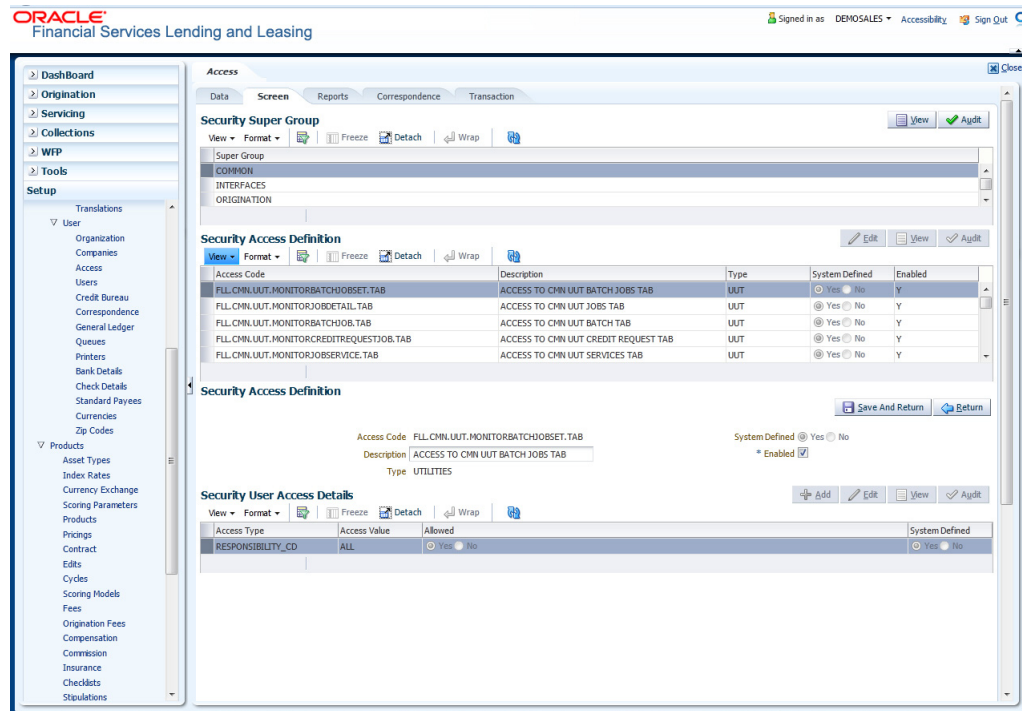 ORACLE
Financial Services Lending and Leasing
Signed in as DEMOSALES Accessibility Sign Out
DashBoard
Origination
Servicing
Collections
WFP
Tools
Setup
Translations
User
Organization
Companies
Access
Users
Credit Bureau
Correspondence
General Ledger
Queues
Printers
Bank Details
Check Details
Standard Payees
Currencies
Zip Codes
Products
Asset Types
Index Rates
Currency Exchange
Scoring Parameters
Products
Pricings
Contract
Edits
Cycles
Scoring Models
Fees
Origination Fees
Compensation
Commission
Insurance
Checklists
Stipulations
Access
Close
Data Screen Reports Correspondence Transaction
Security Super Group
View Audit
View Format Freeze Detach Wrap
Super Group
COMMON
INTERFACES
ORIGINATION
Security Access Definition
Edit View Audit
View Format Freeze Detach Wrap
Access Code Description Type System Defined Enabled
FLL.CMN.UUT.MONITORBATCHJOBSET.TAB ACCESS TO CMN UUT BATCH JOBS TAB UUT Yes No Y
FLL.CMN.UUT.MONITORJOBDETAIL.TAB ACCESS TO CMN UUT JOBS TAB UUT Yes No Y
FLL.CMN.UUT.MONITORBATCHJOB.TAB ACCESS TO CMN UUT BATCH TAB UUT Yes No Y
FLL.CMN.UUT.MONITORCREDITREQUESTJOB.TAB ACCESS TO CMN UUT CREDIT REQUEST TAB UUT Yes No Y
FLL.CMN.UUT.MONITORJOBSERVICE.TAB ACCESS TO CMN UUT SERVICES TAB UUT Yes No Y
Security Access Definition
Save And Return Return
Access Code FLL.CMN.UUT.MONITORBATCHJOBSET.TAB System Defined Yes No
Description ACCESS TO CMN UUT BATCH JOBS TAB * Enabled
Type UTILITIES
Security User Access Details
Add Edit View Audit
View Format Freeze Detach Wrap
Access Type Access Value Allowed System Defined
RESPONSIBILITY_CD ALL Yes No Yes No